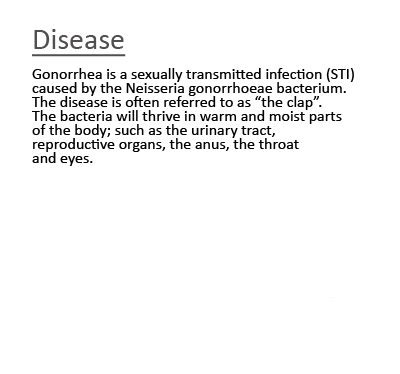 Disease
Gonorrhea is a sexually transmitted infection (STI)
caused by the Neisseria gonorrhoeae bacterium.
The disease is often referred to as “the clap”.
The bacteria will thrive in warm and moist parts
of the body; such as the urinary tract,
reproductive organs, the anus, the throat
and eyes.